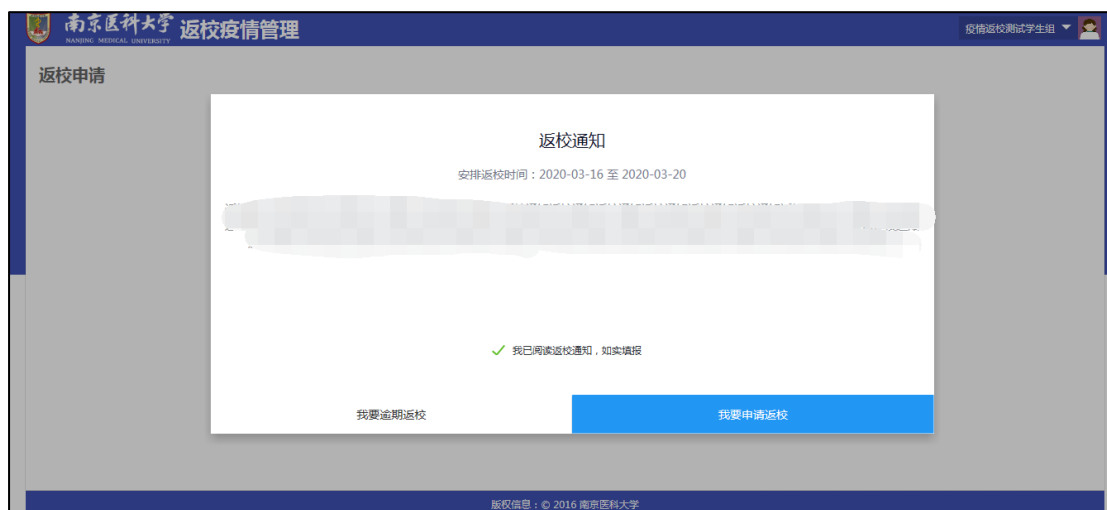 南京医科大学 返校疫情管理
NANJING MEDICAL UNIVERSITY
疫情返校测试学生组
返校申请
返校通知
安排返校时间：2020-03-16 至 2020-03-20
我已阅读返校通知，如实填报
我要逾期返校
我要申请返校
版权信息：© 2016 南京医科大学